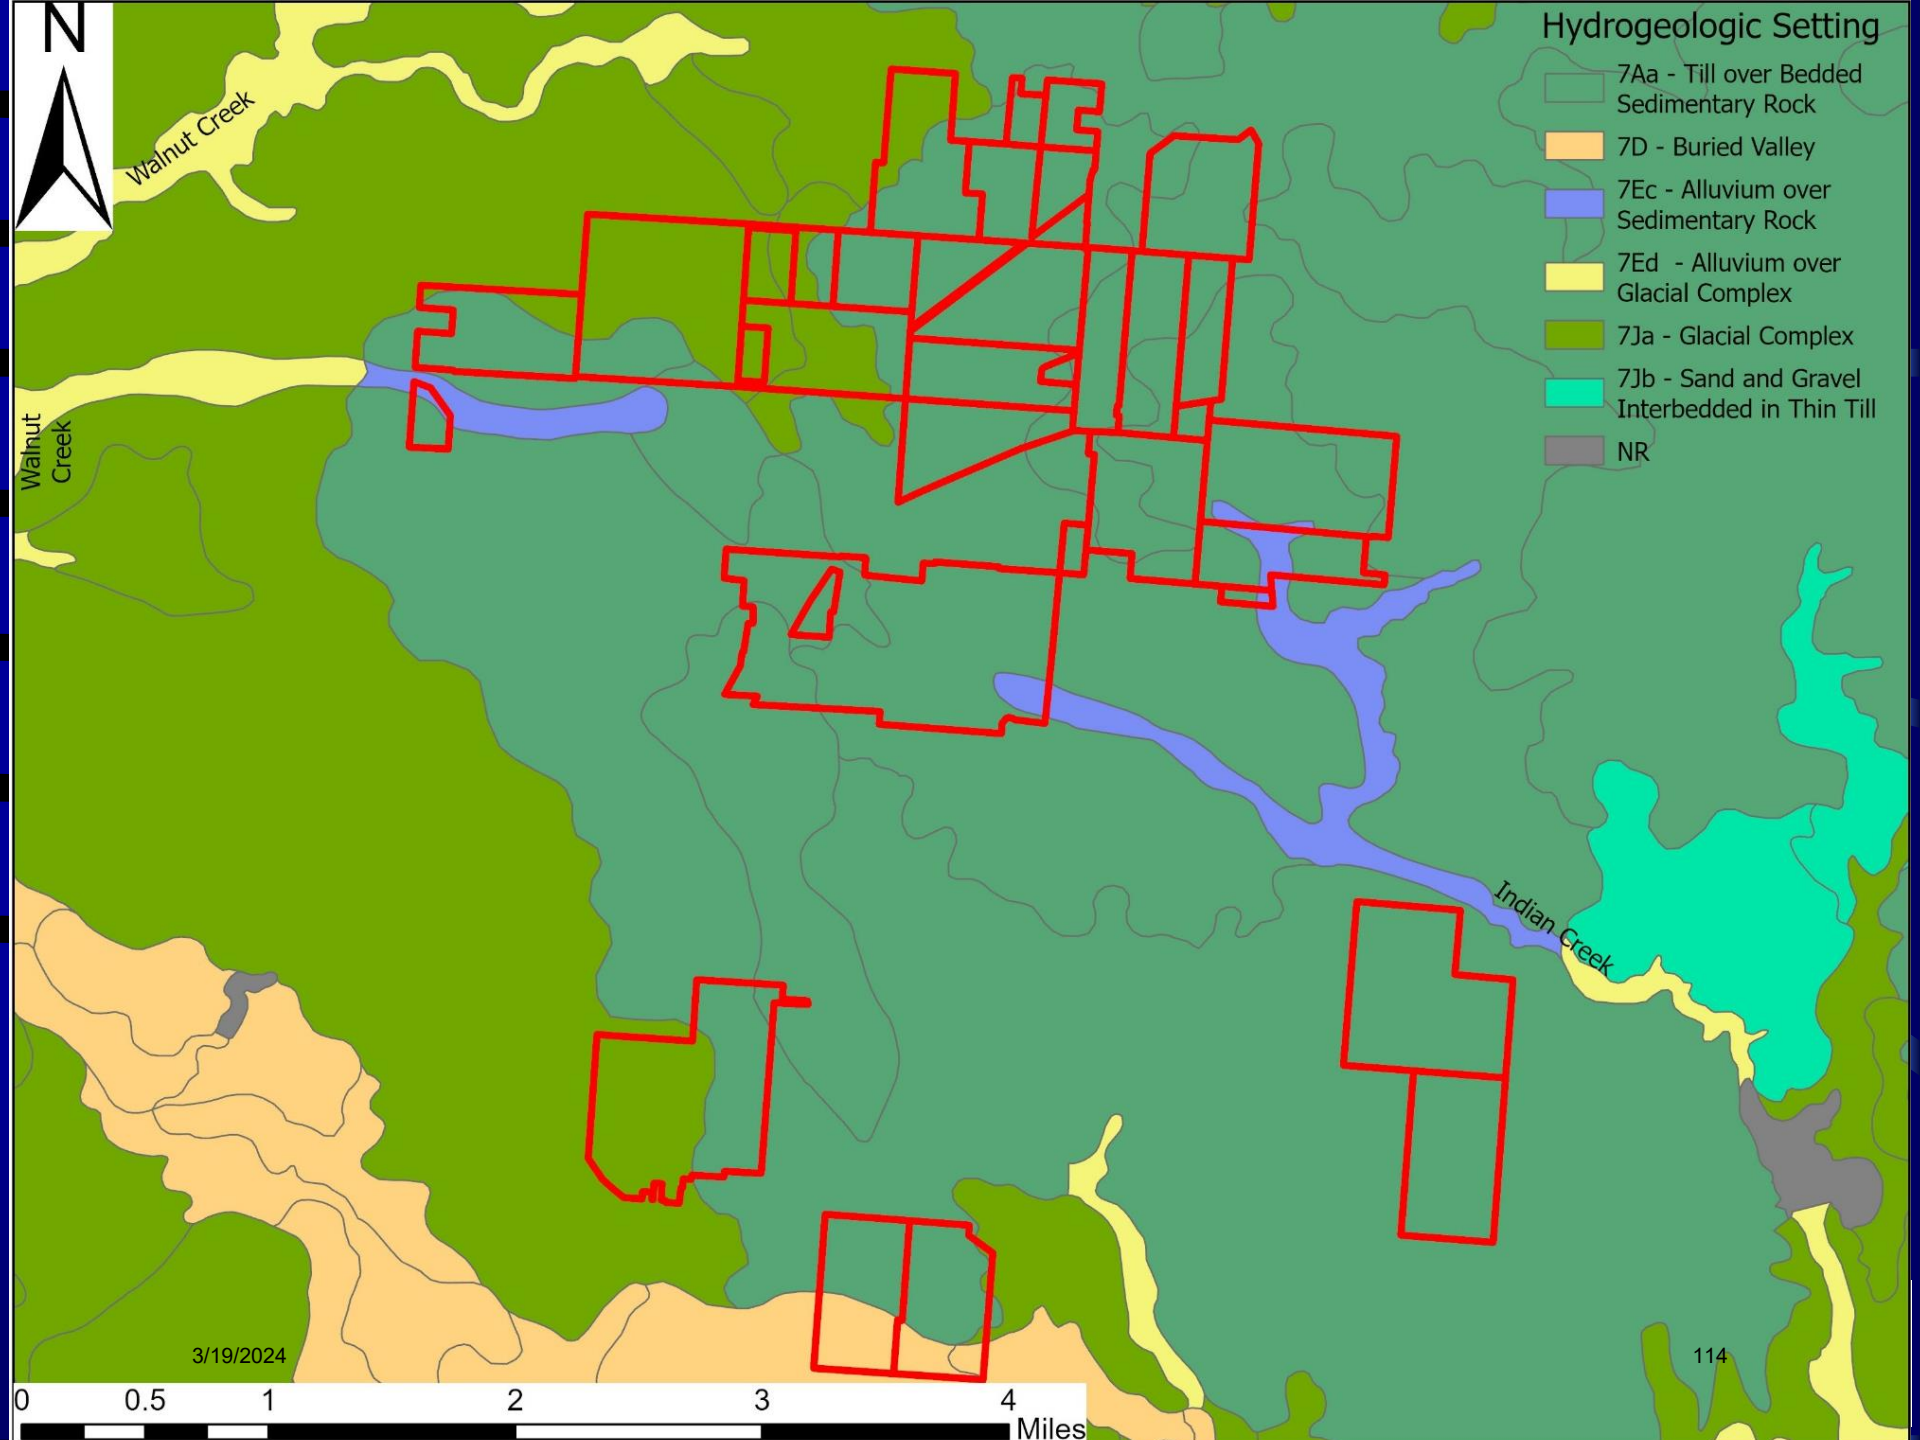 N
Hydrogeologic Setting
7Aa - Till over Bedded
Sedimentary Rock
7D - Buried Valley
7Ec - Alluvium over
Sedimentary Rock
7Ed - Alluvium over
Glacial Complex
7Ja - Glacial Complex
7Jb - Sand and Gravel
Interbedded in Thin Till
NR
Walnut Creek
Walnut
Creek
Indian Creek
3/19/2024
114
0 0.5 1 2 3 4
Miles